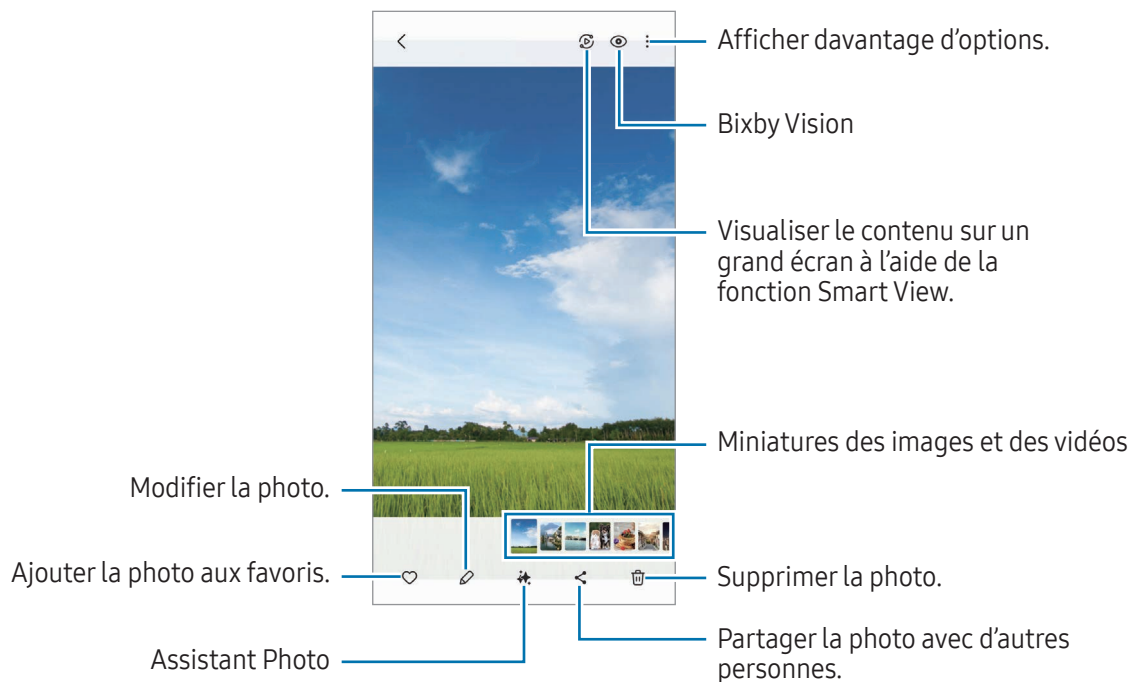 Afficher davantage d'options.
Bixby Vision
Visualiser le contenu sur un
grand écran à l'aide de la
fonction Smart View.
Miniatures des images et des vidéos
Modifier la photo.
Ajouter la photo aux favoris.
Supprimer la photo.
Assistant Photo
Partager la photo avec d'autres
personnes.